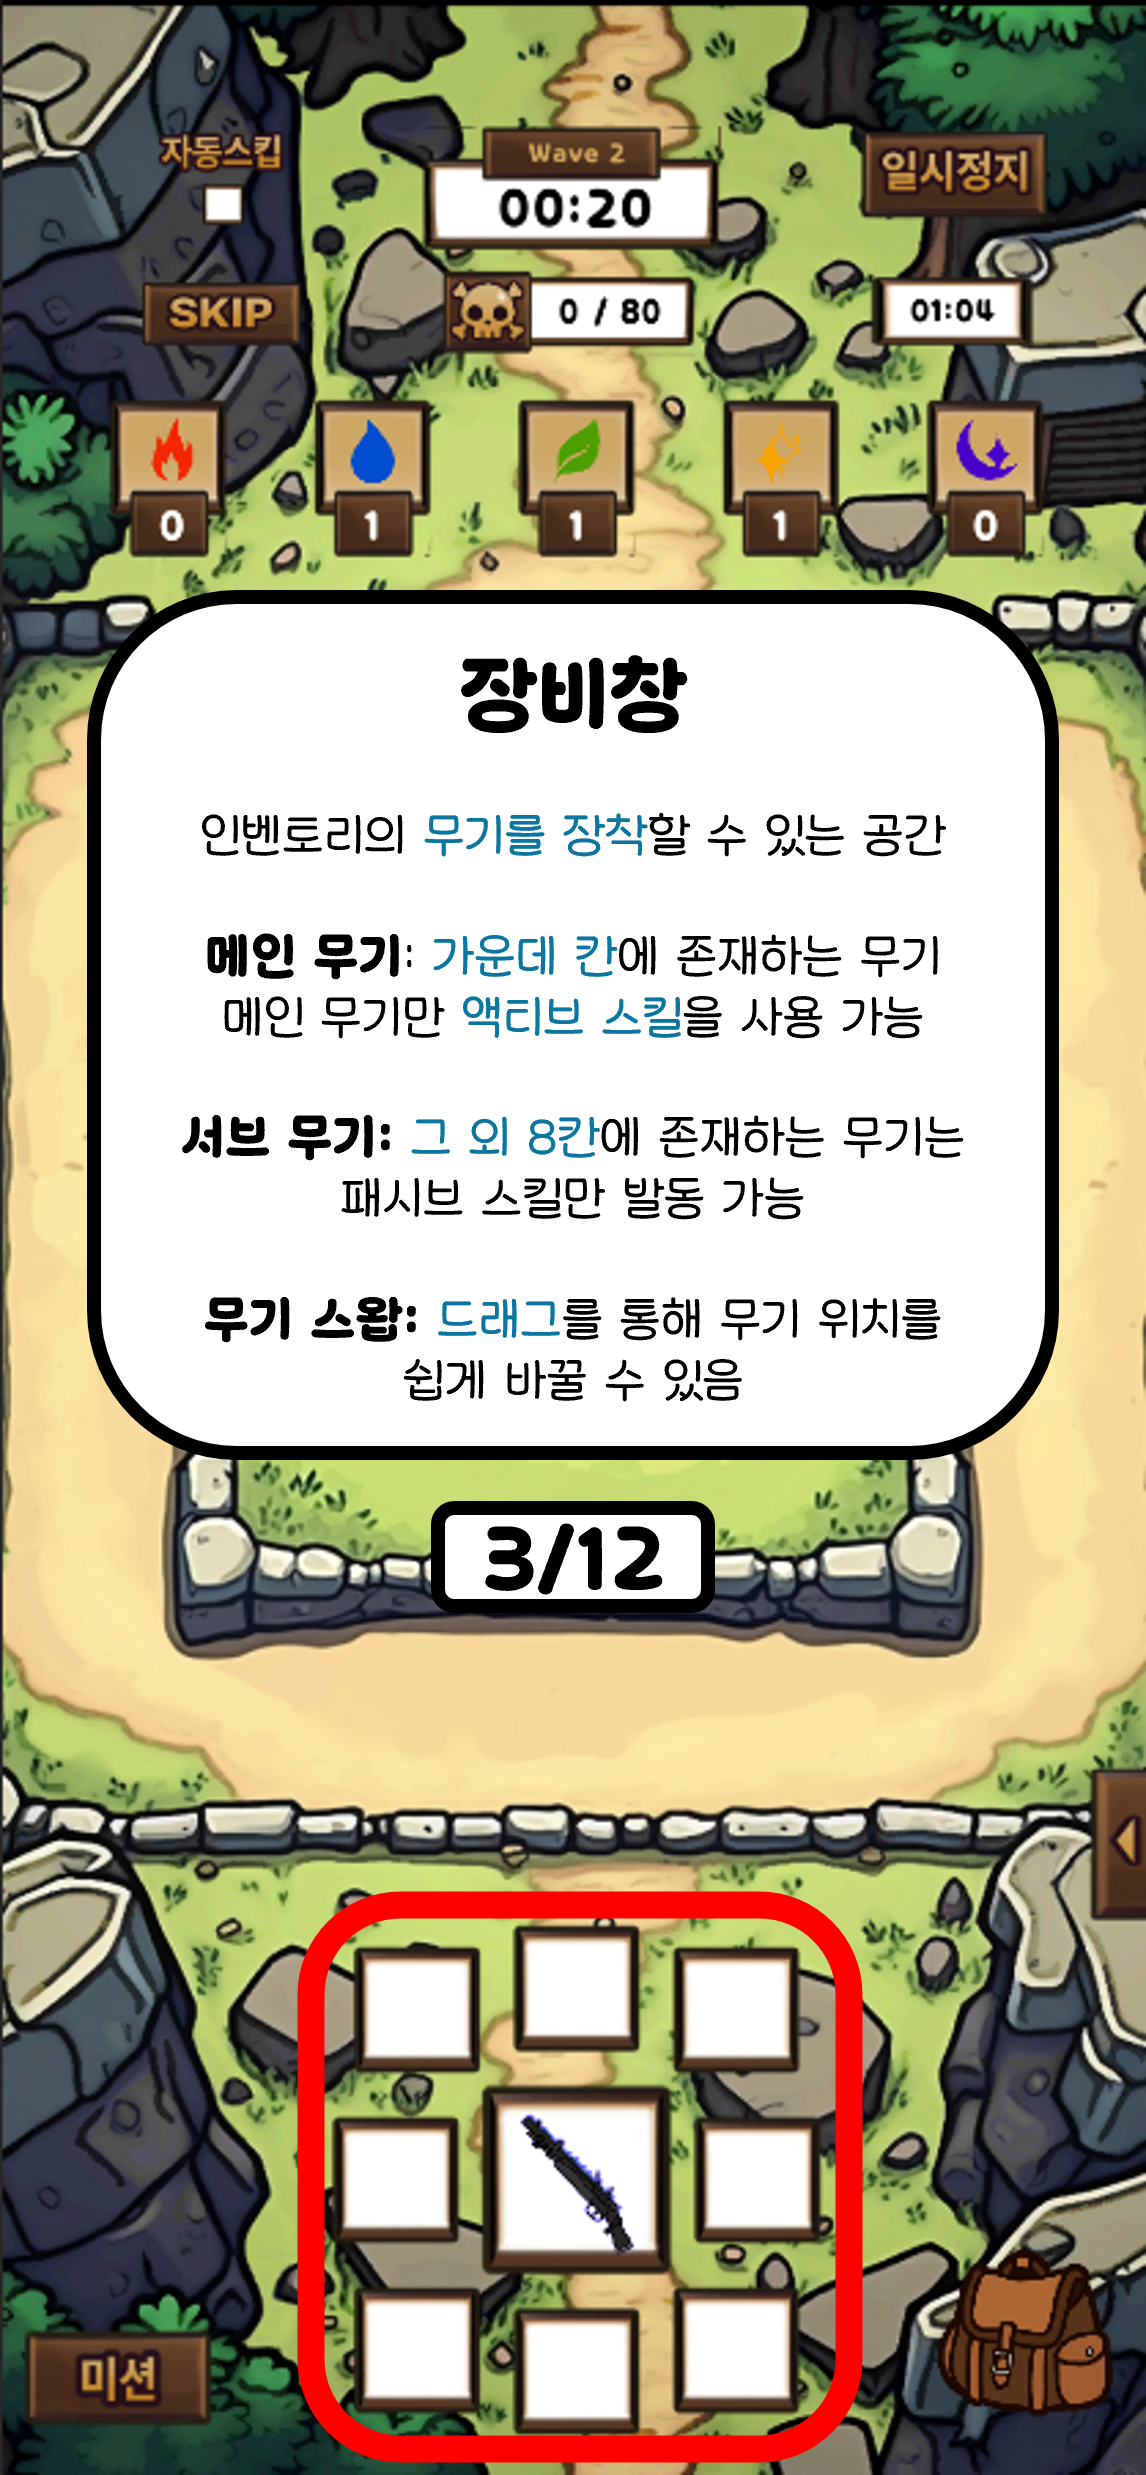 자동스킵
Wave 2
00:20
일시정지
SKIP
0 / 80
01:04
0
1
1
1
0
장비창
인벤토리의 무기를 장착할 수 있는 공간
메인 무기: 가운데 칸에 존재하는 무기
메인 무기만 액티브 스킬을 사용 가능
서브 무기: 그 외 8칸에 존재하는 무기는
패시브 스킬만 발동 가능
무기 스왑: 드래그를 통해 무기 위치를
쉽게 바꿀 수 있음
3/12
미션